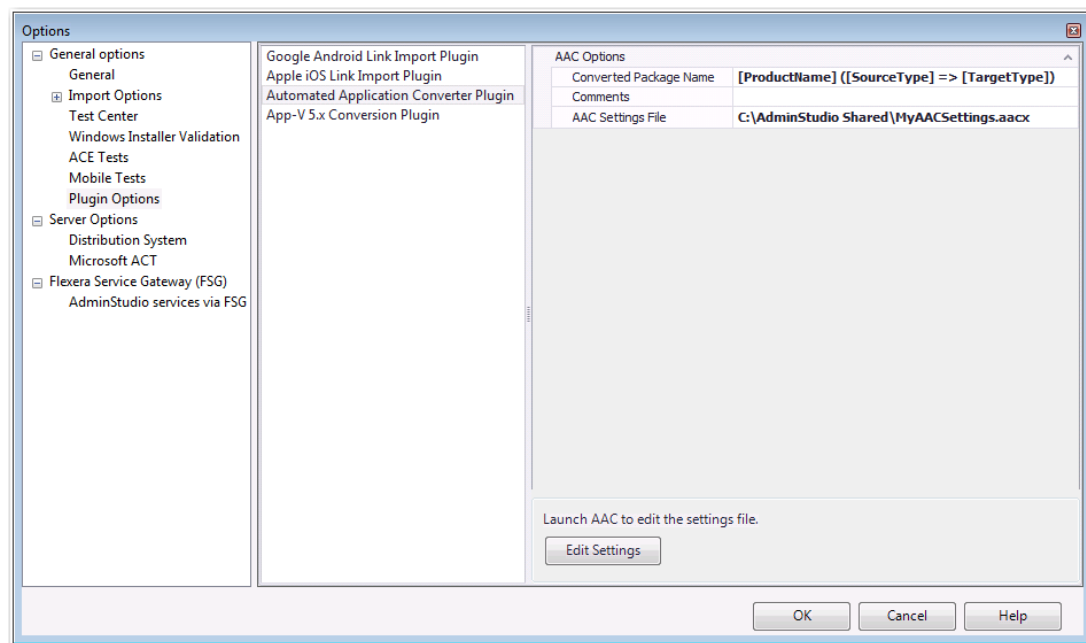 Options
General options
General
Import Options
Test Center
Windows Installer Validation
ACE Tests
Mobile Tests
Plugin Options
Server Options
Distribution System
Microsoft ACT
Flexera Service Gateway (FSG)
AdminStudio services via FSG
Google Android Link Import Plugin
Apple iOS Link Import Plugin
Automated Application Converter Plugin
App-V 5.x Conversion Plugin
AAC Options
Converted Package Name [ProductName] ([SourceType] => [TargetType])
Comments
AAC Settings File C:\AdminStudio Shared\MyAACSettings.aacx
Launch AAC to edit the settings file.
Edit Settings
OK Cancel Help